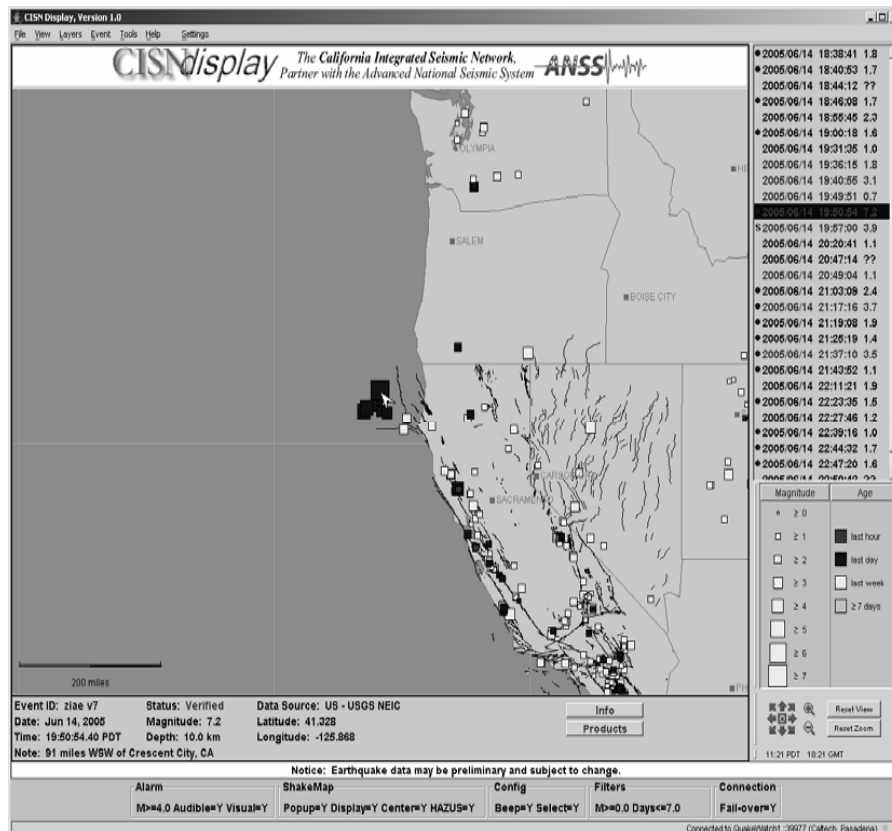 CISN Display, Version 1.0
File View Layers Event Tools Help Settings
CISNdisplay
The California Integrated Seismic Network,
Partner with the Advanced National Seismic System
ANSS
OLYMPIA
SALEM
BOISE CITY
SACRAMENTO
200 miles
2005/06/14 18:38:41 1.8
2005/06/14 18:40:53 1.7
2005/06/14 18:44:12 ??
2005/06/14 18:46:08 1.7
2005/06/14 18:55:45 2.3
2005/06/14 19:00:18 1.6
2005/06/14 19:31:35 1.0
2005/06/14 19:36:15 1.8
2005/06/14 19:40:55 3.1
2005/06/14 19:49:51 0.7
2005/06/14 19:50:54 7.2
S 2005/06/14 19:57:00 3.9
2005/06/14 20:20:41 1.1
2005/06/14 20:47:14 ??
2005/06/14 20:49:04 1.1
2005/06/14 21:03:09 2.4
2005/06/14 21:17:16 3.7
2005/06/14 21:19:08 1.9
2005/06/14 21:25:19 1.4
2005/06/14 21:37:10 3.5
2005/06/14 21:43:52 1.1
2005/06/14 22:11:21 1.9
2005/06/14 22:23:35 1.5
2005/06/14 22:27:46 1.2
2005/06/14 22:39:16 1.0
2005/06/14 22:44:32 1.7
2005/06/14 22:47:20 1.6
Magnitude Age
≥ 0
≥ 1 last hour
≥ 2 last day
≥ 3 last week
≥ 4 ≥ 7 days
≥ 5
≥ 6
≥ 7
Reset View
Reset Zoom
11:21 PDT 18:21 GMT
Event ID: ziae v7 Status: Verified Data Source: US - USGS NEIC
Date: Jun 14, 2005 Magnitude: 7.2 Latitude: 41.328
Time: 19:50:54.40 PDT Depth: 10.0 km Longitude: -125.868
Note: 91 miles WSW of Crescent City, CA
Info
Products
Notice: Earthquake data may be preliminary and subject to change.
Alarm ShakeMap Config Filters Connection
M>=4.0 Audible=Y Visual=Y Popup=Y Display=Y Center=Y HAZUS=Y Beep=Y Select=Y M>=0.0 Days<=7.0 Fail-over=Y
Connected to QuakeWatch1 :39977 (Caltech, Pasadena)